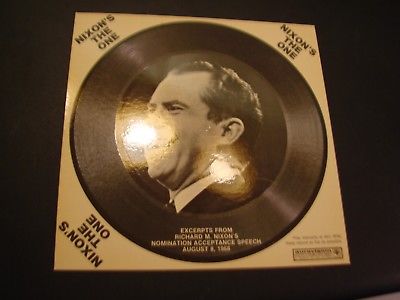 NIXON'S
THE
ONE
NIXON'S
THE
ONE
EXCERPTS FROM
RICHARD M. NIXON'S
NOMINATION ACCEPTANCE SPEECH
AUGUST 8, 1968
NIXON'S
THE
ONE